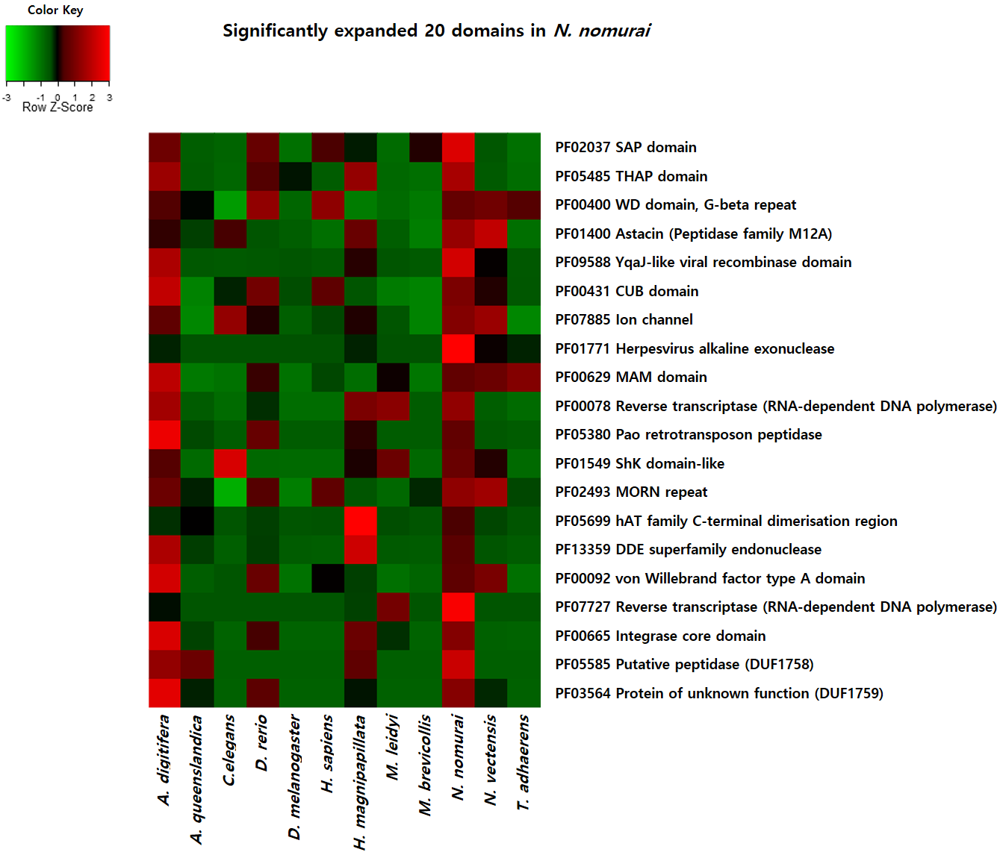 Color Key
Significantly expanded 20 domains in N. nomurai
-3 -1 0 1 2 3
Row Z-Score
PF02037 SAP domain
PF05485 THAP domain
PF00400 WD domain, G-beta repeat
PF01400 Astacin (Peptidase family M12A)
PF09588 YqaJ-like viral recombinase domain
PF00431 CUB domain
PF07885 Ion channel
PF01771 Herpesvirus alkaline exonuclease
PF00629 MAM domain
PF00078 Reverse transcriptase (RNA-dependent DNA polymerase)
PF05380 Pao retrotransposon peptidase
PF01549 ShK domain-like
PF02493 MORN repeat
PF05699 hAT family C-terminal dimerisation region
PF13359 DDE superfamily endonuclease
PF00092 von Willebrand factor type A domain
PF07727 Reverse transcriptase (RNA-dependent DNA polymerase)
PF00665 Integrase core domain
PF05585 Putative peptidase (DUF1758)
PF03564 Protein of unknown function (DUF1759)
A. digitifera
A. queenslandica
C.elegans
D. rerio
D. melanogaster
H. sapiens
H. magnipapillata
M. leidyi
M. brevicollis
N. nomurai
N. vectensis
T. adhaerens